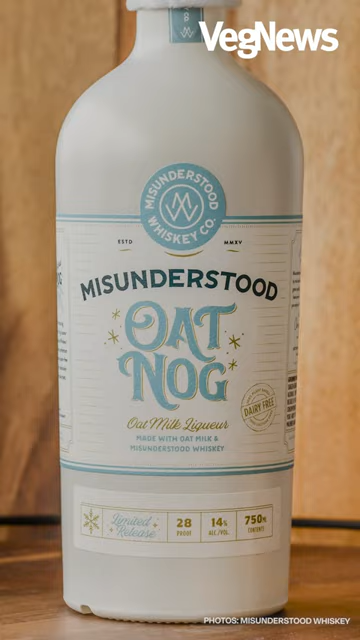 VegNews
MISUNDERSTOOD
WHISKEY CO.
ESTD
MMXV
MISUNDERSTOOD
OAT
NOG
Oat Milk Liqueur
MADE WITH OAT MILK &
MISUNDERSTOOD WHISKEY
DAIRY FREE
Limited
Release
28
PROOF
14%
ALC./VOL.
750ML
CONTENTS
PHOTOS: MISUNDERSTOOD WHISKEY